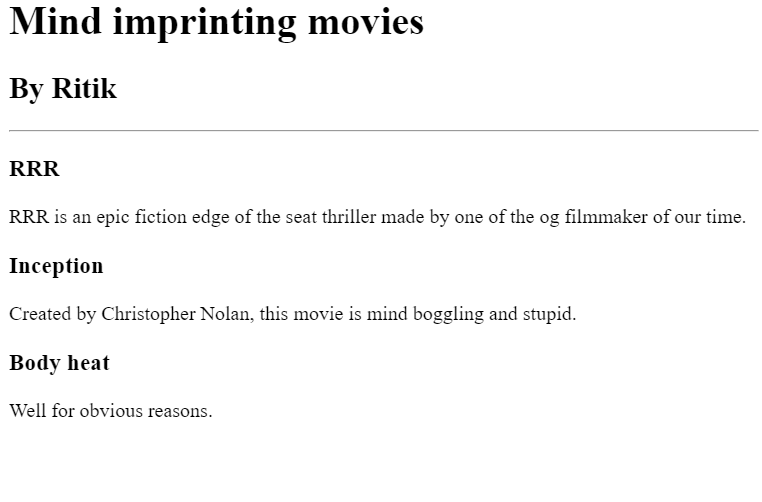 Mind imprinting movies
By Ritik
RRR
RRR is an epic fiction edge of the seat thriller made by one of the og filmmaker of our time.
Inception
Created by Christopher Nolan, this movie is mind boggling and stupid.
Body heat
Well for obvious reasons.